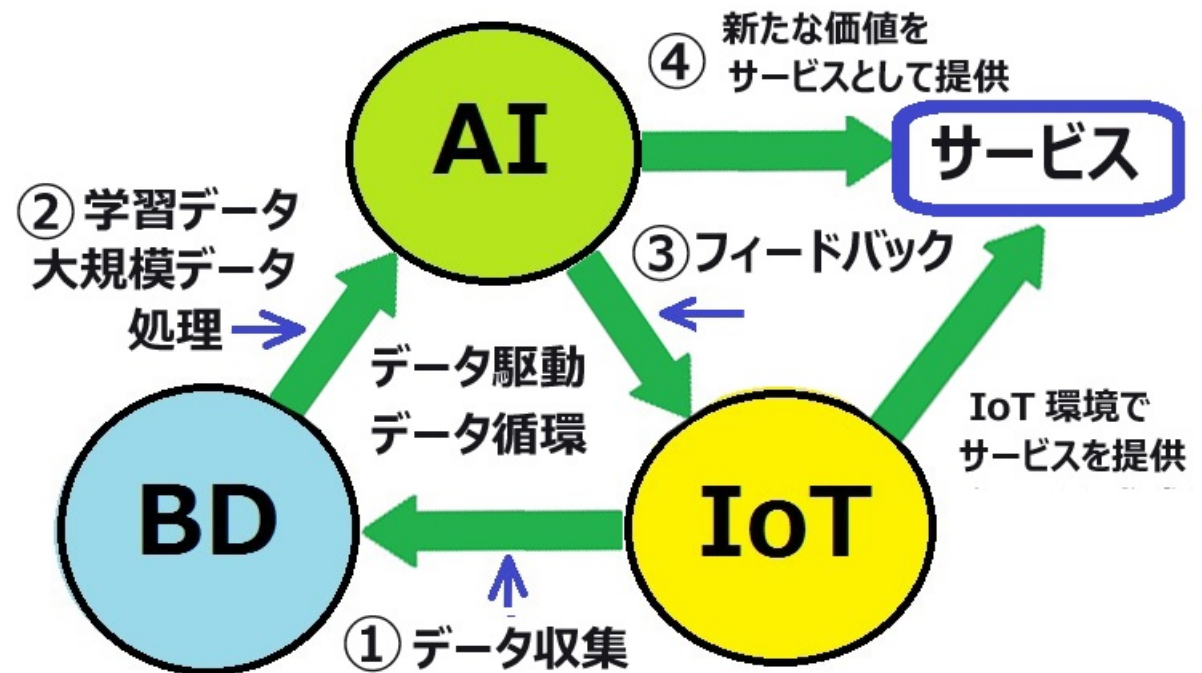 新たな価値を
④ サービスとして提供
AI
サービス
② 学習データ
大規模データ
処理
③ フィードバック
データ駆動
データ循環
IoT 環境で
サービスを提供
BD
IoT
① データ収集